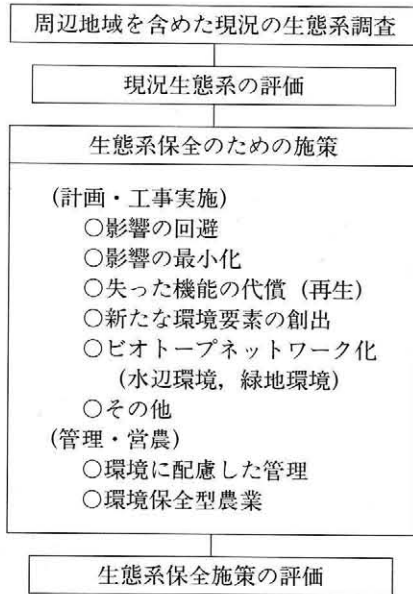 周辺地域を含めた現況の生態系調査
現況生態系の評価
生態系保全のための施策
(計画・工事実施)
○影響の回避
○影響の最小化
○失った機能の代償（再生）
○新たな環境要素の創出
○ビオトープネットワーク化
(水辺環境，緑地環境)
○その他
(管理・営農)
○環境に配慮した管理
○環境保全型農業
生態系保全施策の評価